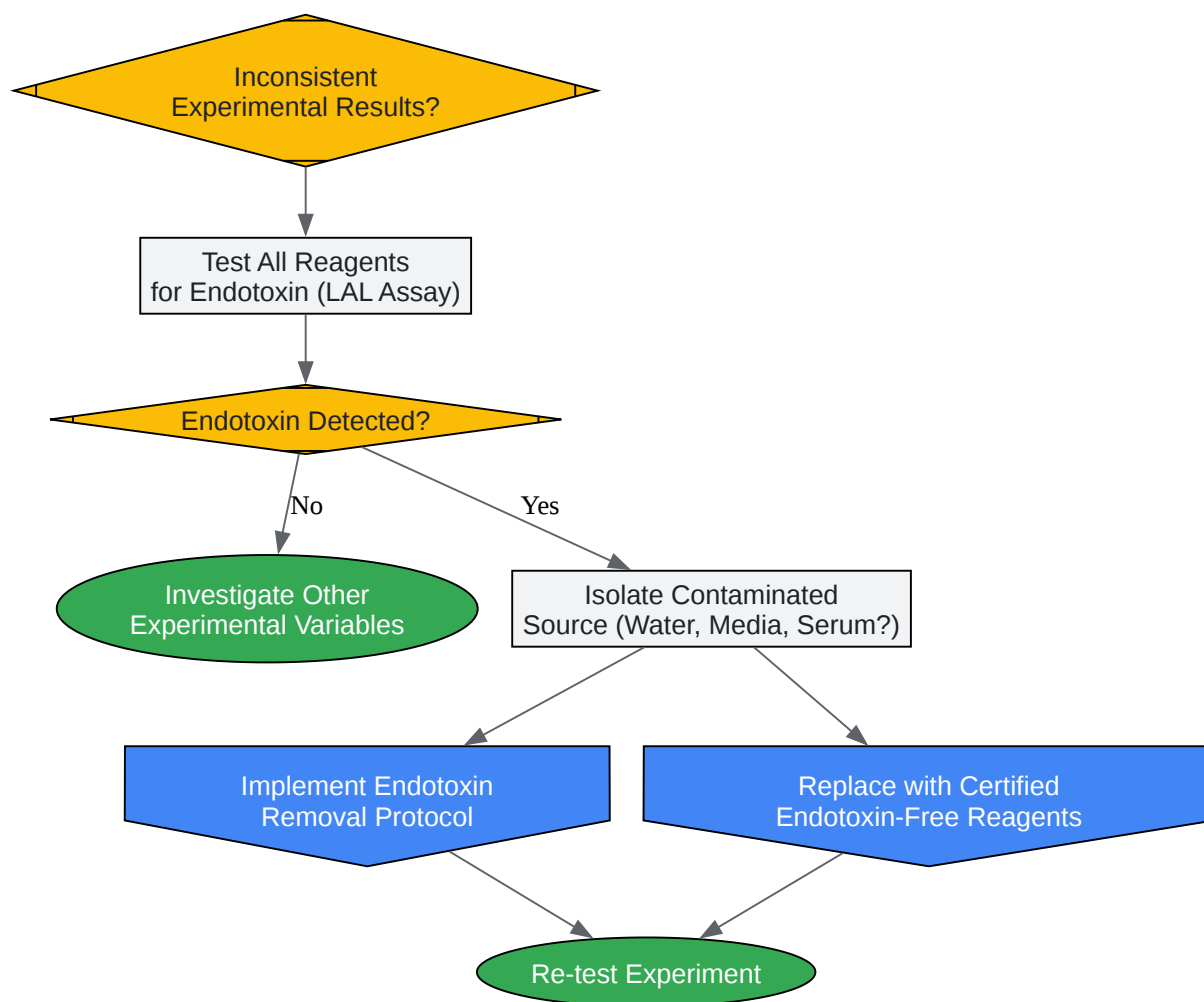 Inconsistent
Experimental Results?
Test All Reagents
for Endotoxin (LAL Assay)
Endotoxin Detected?
No
Yes
Investigate Other
Experimental Variables
Isolate Contaminated
Source (Water, Media, Serum?)
Implement Endotoxin
Removal Protocol
Replace with Certified
Endotoxin-Free Reagents
Re-test Experiment